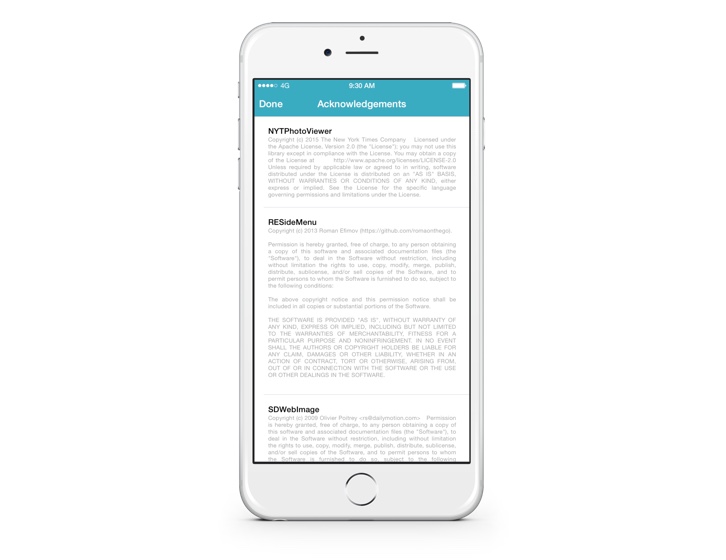 4G 9:30 AM
Done Acknowledgements
NYTPhotoViewer
Copyright (c) 2015 The New York Times Company Licensed under
the Apache License, Version 2.0 (the "License"); you may not use this
library except in compliance with the License. You may obtain a copy
of the License at http://www.apache.org/licenses/LICENSE-2.0
Unless required by applicable law or agreed to in writing, software
distributed under the License is distributed on an "AS IS" BASIS,
WITHOUT WARRANTIES OR CONDITIONS OF ANY KIND, either
express or implied. See the License for the specific language
governing permissions and limitations under the License.
RESideMenu
Copyright (c) 2013 Roman Efimov (https://github.com/romaonthego).
Permission is hereby granted, free of charge, to any person obtaining
a copy of this software and associated documentation files (the
"Software"), to deal in the Software without restriction, including
without limitation the rights to use, copy, modify, merge, publish,
distribute, sublicense, and/or sell copies of the Software, and to
permit persons to whom the Software is furnished to do so, subject to
the following conditions:
The above copyright notice and this permission notice shall be
included in all copies or substantial portions of the Software.
THE SOFTWARE IS PROVIDED "AS IS", WITHOUT WARRANTY OF
ANY KIND, EXPRESS OR IMPLIED, INCLUDING BUT NOT LIMITED
TO THE WARRANTIES OF MERCHANTABILITY, FITNESS FOR A
PARTICULAR PURPOSE AND NONINFRINGEMENT. IN NO EVENT
SHALL THE AUTHORS OR COPYRIGHT HOLDERS BE LIABLE FOR
ANY CLAIM, DAMAGES OR OTHER LIABILITY, WHETHER IN AN
ACTION OF CONTRACT, TORT OR OTHERWISE, ARISING FROM,
OUT OF OR IN CONNECTION WITH THE SOFTWARE OR THE USE
OR OTHER DEALINGS IN THE SOFTWARE.
SDWebImage
Copyright (c) 2009 Olivier Poitrey <rs@dailymotion.com> Permission
is hereby granted, free of charge, to any person obtaining a copy of
this software and associated documentation files (the "Software"), to
deal in the Software without restriction, including without limitation
the rights to use, copy, modify, merge, publish, distribute, sublicense,
and/or sell copies of the Software, and to permit persons to whom
the Software is furnished to do so, subject to the following